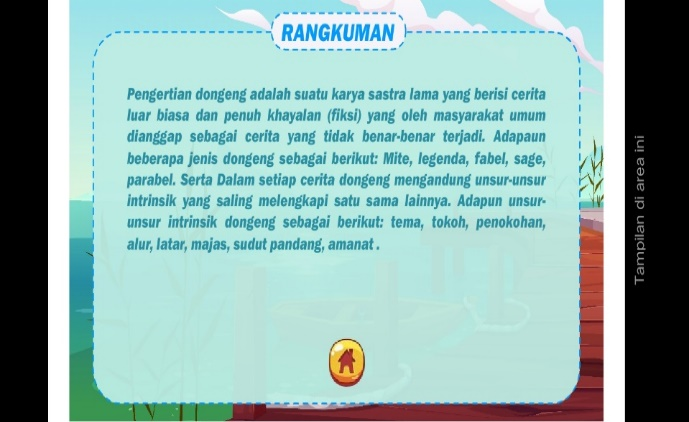 RANGKUMAN
Pengertian dongeng adalah suatu karya sastra lama yang berisi cerita
luar biasa dan penuh khayalan (fiksi) yang oleh masyarakat umum
dianggap sebagai cerita yang tidak benar-benar terjadi. Adapaun
beberapa jenis dongeng sebagai berikut: Mite, legenda, fabel, sage,
parabel. Serta Dalam setiap cerita dongeng mengandung unsur-unsur
intrinsik yang saling melengkapi satu sama lainnya. Adapun unsur-
unsur intrinsik dongeng sebagai berikut: tema, tokoh, penokohan,
alur, latar, majas, sudut pandang, amanat .
Tampilan di area ini